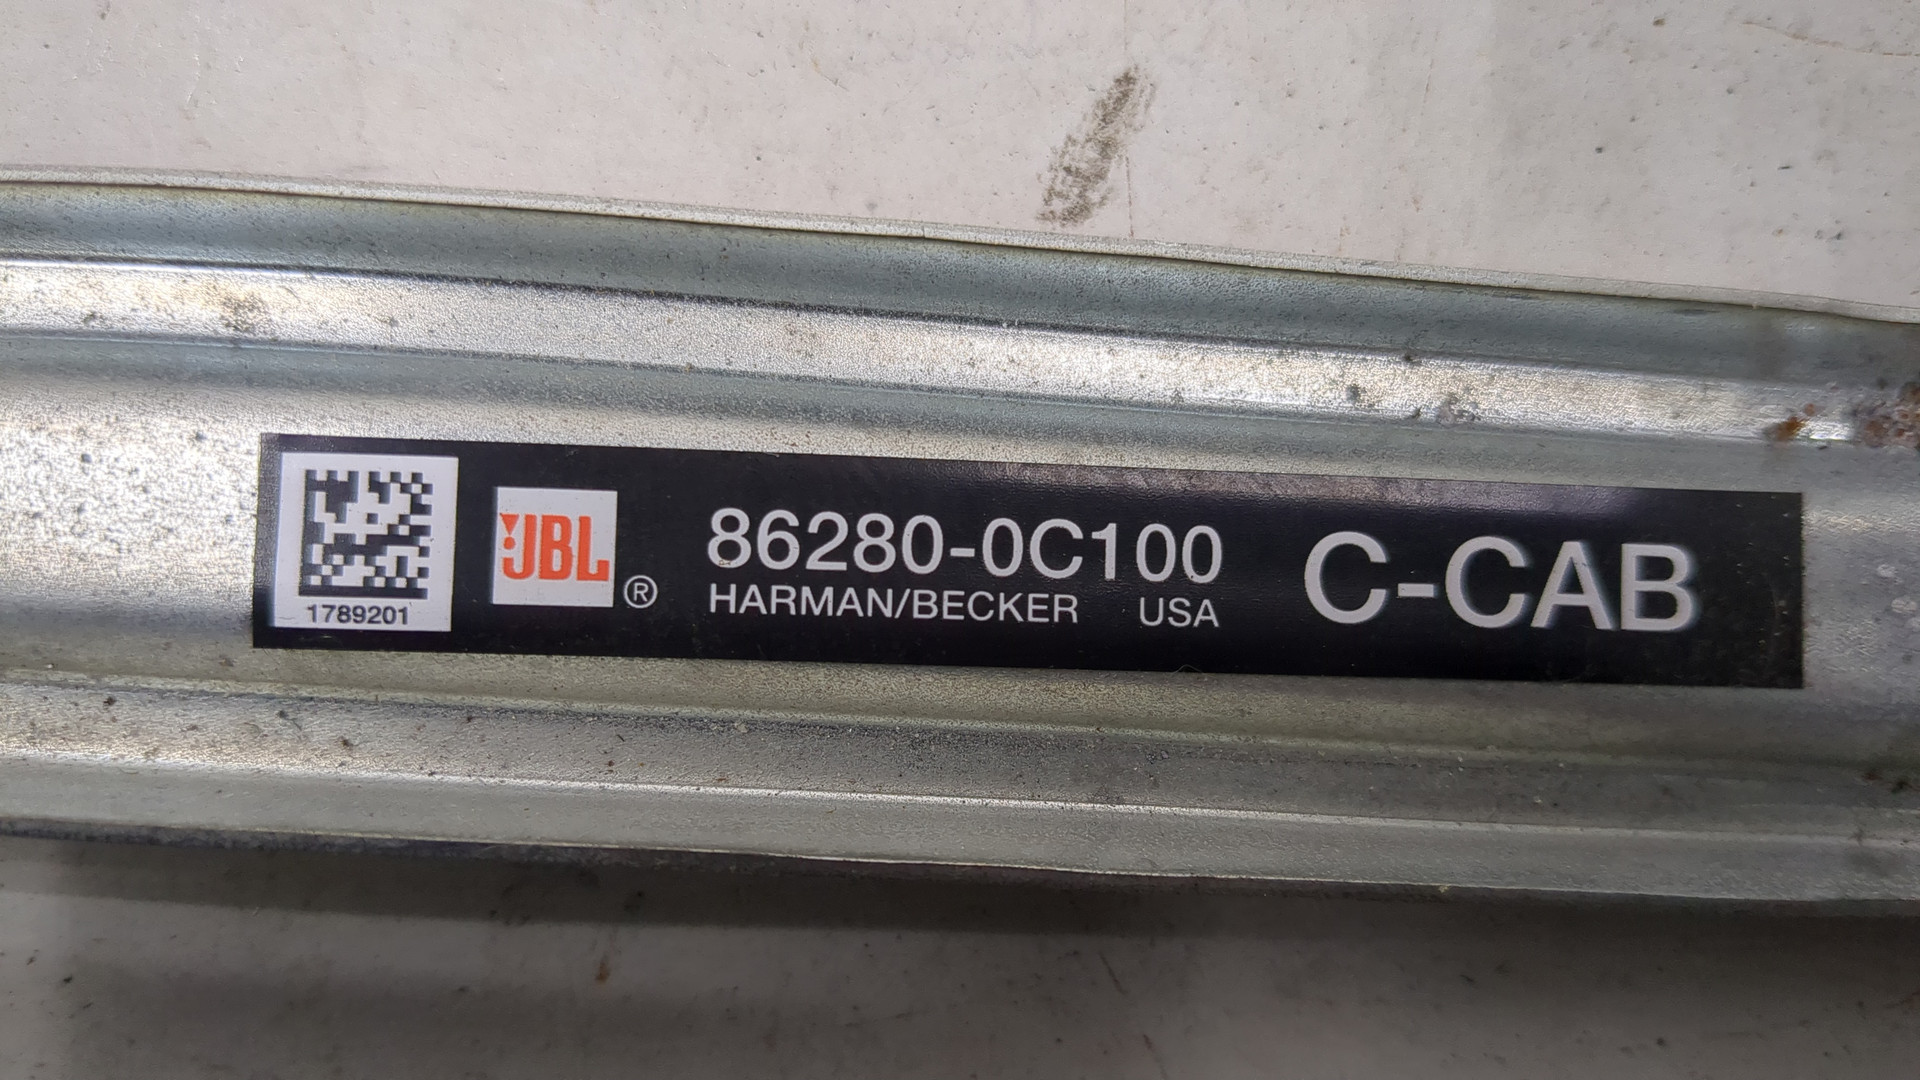 1789201
JBL ®
86280-0C100
HARMAN/BECKER USA
C-CAB